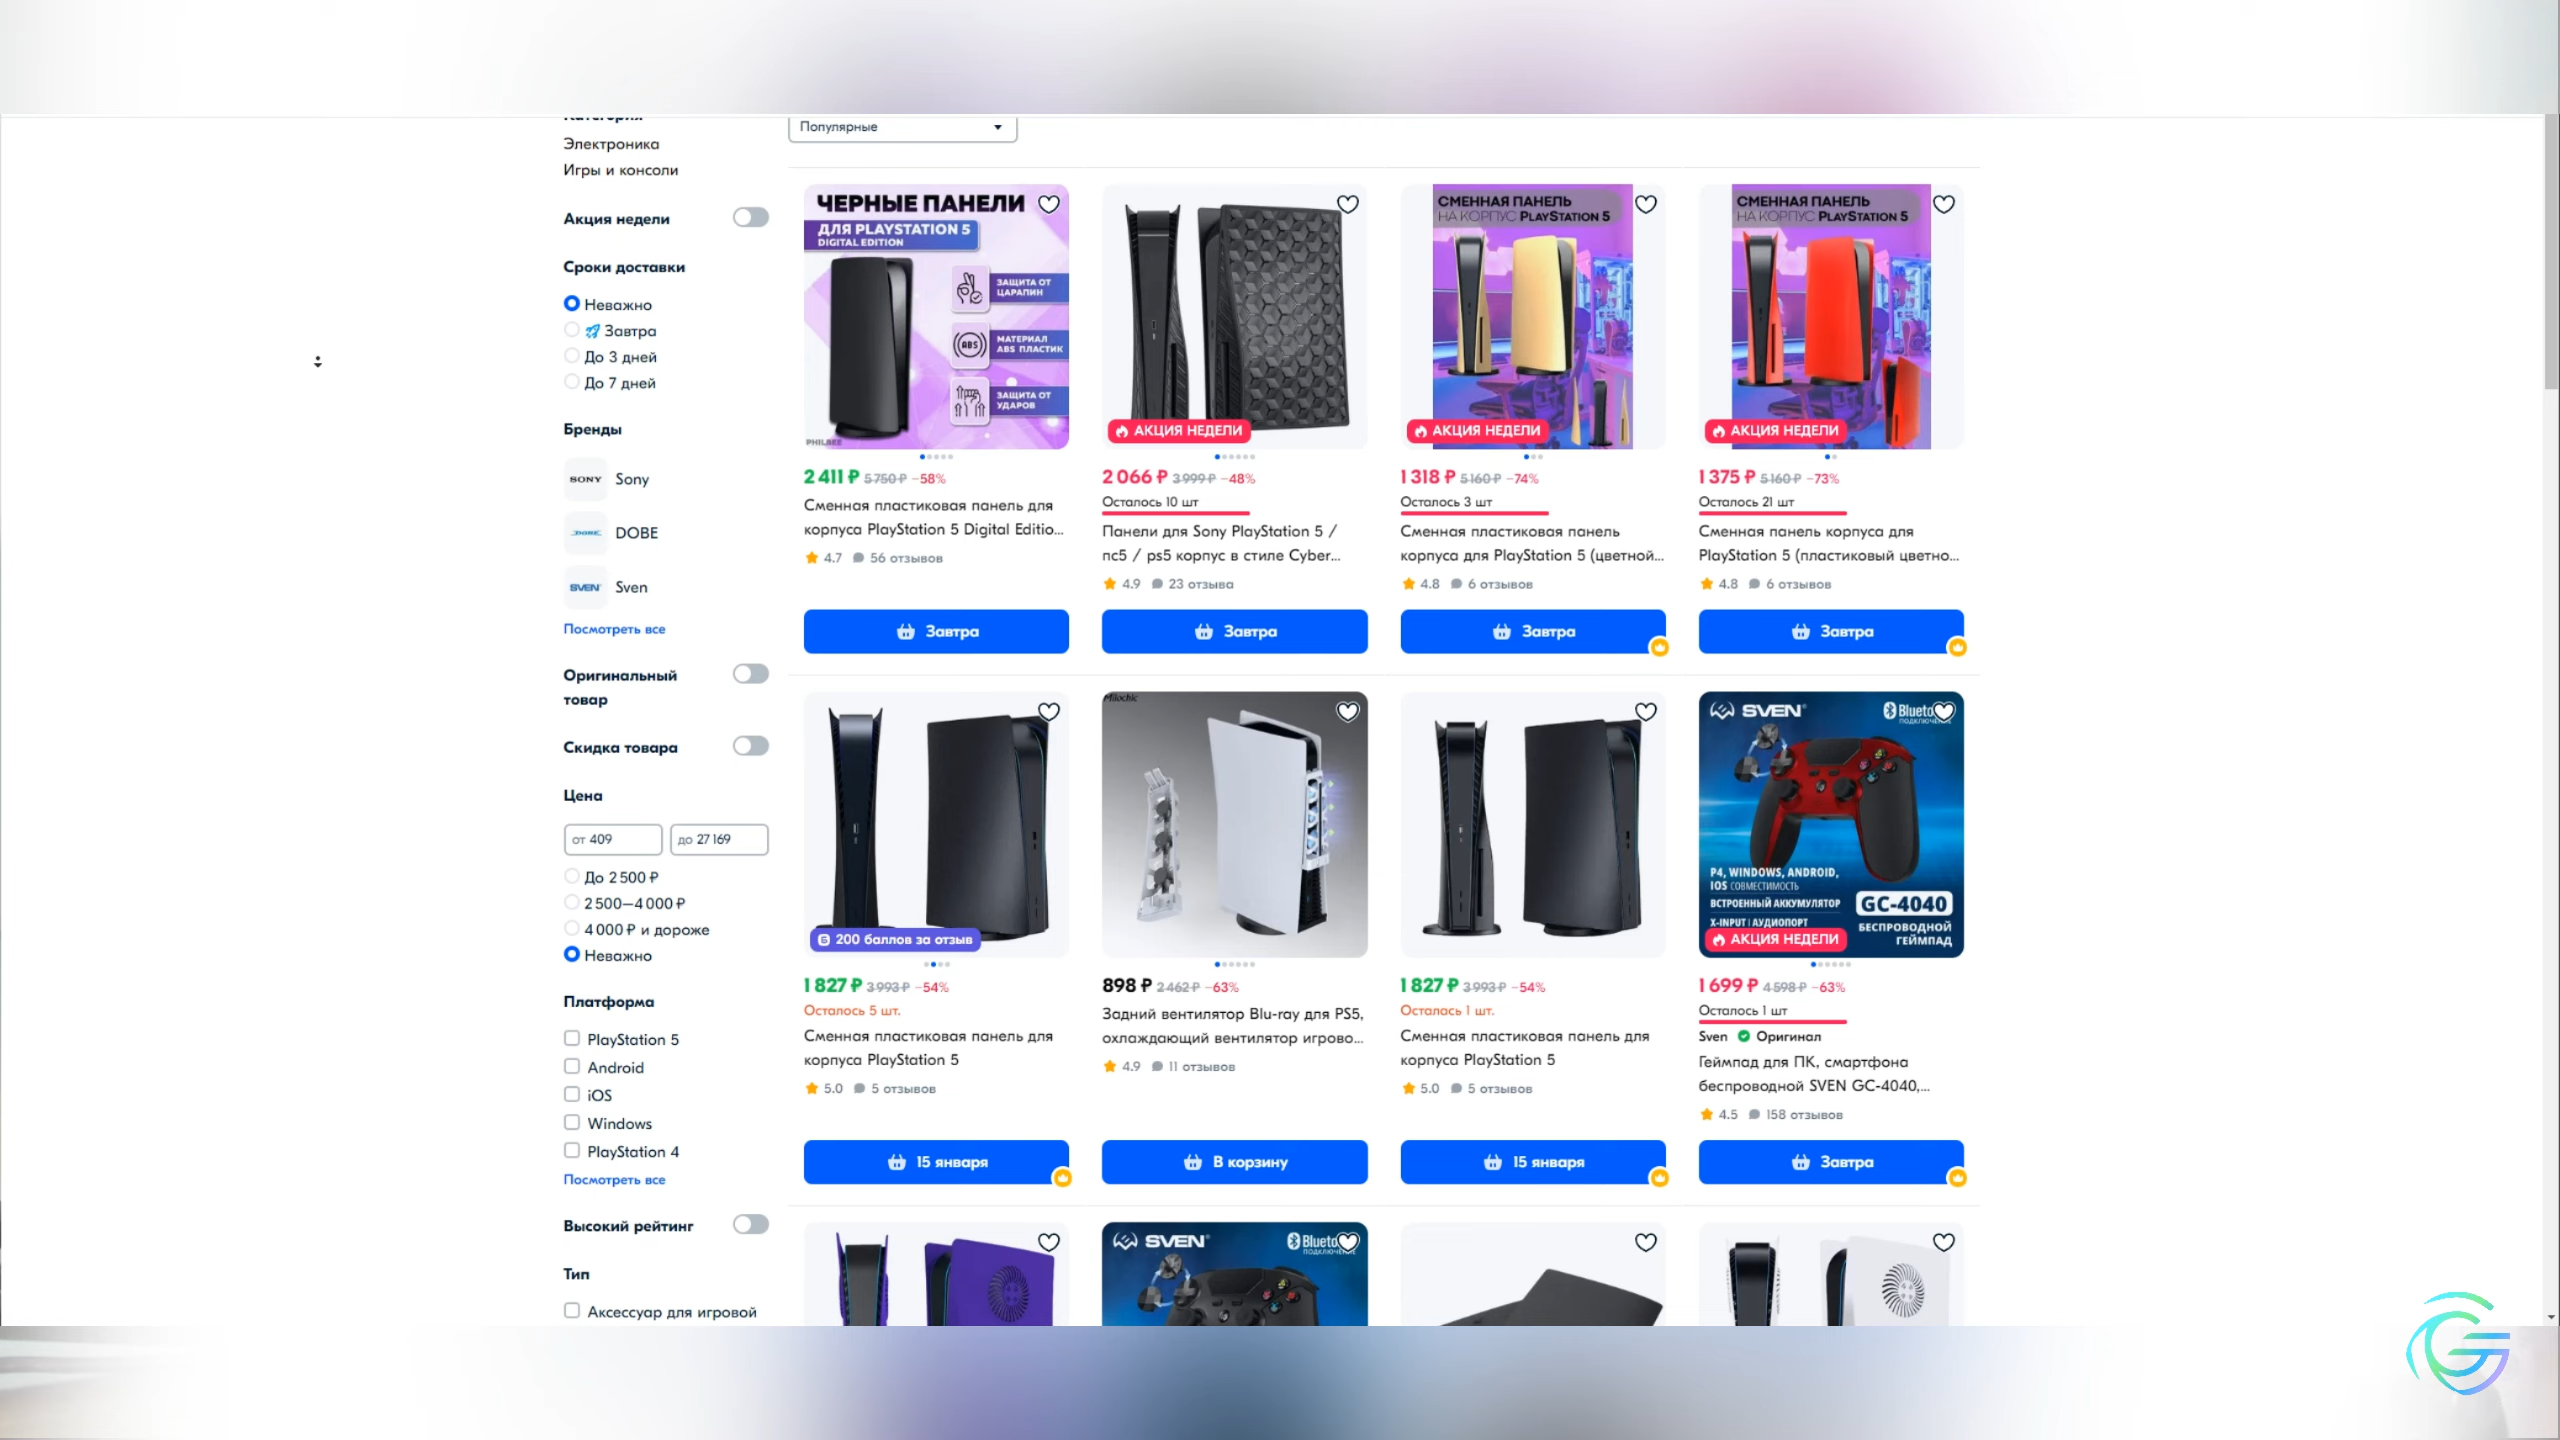 Категория
Электроника
Игры и консоли
Акция недели
Сроки доставки
Неважно
Завтра
До 3 дней
До 7 дней
Бренды
SONY Sony
DOBE
SVEN Sven
Посмотреть все
Оригинальный
товар
Скидка товара
Цена
от 409 до 27 169
До 2 500 ₽
2 500—4 000 ₽
4 000 ₽ и дороже
Неважно
Платформа
PlayStation 5
Android
iOS
Windows
PlayStation 4
Посмотреть все
Высокий рейтинг
Тип
Аксессуар для игровой
Популярные
ЧЕРНЫЕ ПАНЕЛИ
ДЛЯ PLAYSTATION 5
DIGITAL EDITION
ЗАЩИТА ОТ
ЦАРАПИН
ABS
МАТЕРИАЛ
ABS ПЛАСТИК
ЗАЩИТА ОТ
УДАРОВ
PHILBEE
2 411 ₽ 5 750 ₽ −58%
Сменная пластиковая панель для
корпуса PlayStation 5 Digital Editio...
4.7 56 отзывов
Завтра
АКЦИЯ НЕДЕЛИ
2 066 ₽ 3 999 ₽ −48%
Осталось 10 шт
Панели для Sony PlayStation 5 /
пс5 / ps5 корпус в стиле Cyber...
4.9 23 отзыва
Завтра
СМЕННАЯ ПАНЕЛЬ
НА КОРПУС PLAYSTATION 5
АКЦИЯ НЕДЕЛИ
1 318 ₽ 5 160 ₽ −74%
Осталось 3 шт
Сменная пластиковая панель
корпуса для PlayStation 5 (цветной...
4.8 6 отзывов
Завтра
СМЕННАЯ ПАНЕЛЬ
НА КОРПУС PLAYSTATION 5
АКЦИЯ НЕДЕЛИ
1 375 ₽ 5 160 ₽ −73%
Осталось 21 шт
Сменная панель корпуса для
PlayStation 5 (пластиковый цветно...
4.8 6 отзывов
Завтра
200 баллов за отзыв
1 827 ₽ 3 993 ₽ −54%
Осталось 5 шт.
Сменная пластиковая панель для
корпуса PlayStation 5
5.0 5 отзывов
15 января
Milochic
898 ₽ 2 462 ₽ −63%
Задний вентилятор Blu-ray для PS5,
охлаждающий вентилятор игрово...
4.9 11 отзывов
В корзину
1 827 ₽ 3 993 ₽ −54%
Осталась 1 шт.
Сменная пластиковая панель для
корпуса PlayStation 5
5.0 5 отзывов
15 января
SVEN Blueto
P4, WINDOWS, ANDROID,
IOS СОВМЕСТИМОСТЬ
ВСТРОЕННЫЙ АККУМУЛЯТОР
X-INPUT | АУДИОПОРТ
GC-4040
БЕСПРОВОДНОЙ
ГЕЙМПАД
АКЦИЯ НЕДЕЛИ
1 699 ₽ 4 598 ₽ −63%
Осталось 1 шт
Sven Оригинал
Геймпад для ПК, смартфона
беспроводной SVEN GC-4040,...
4.5 158 отзывов
Завтра
SVEN Blueto